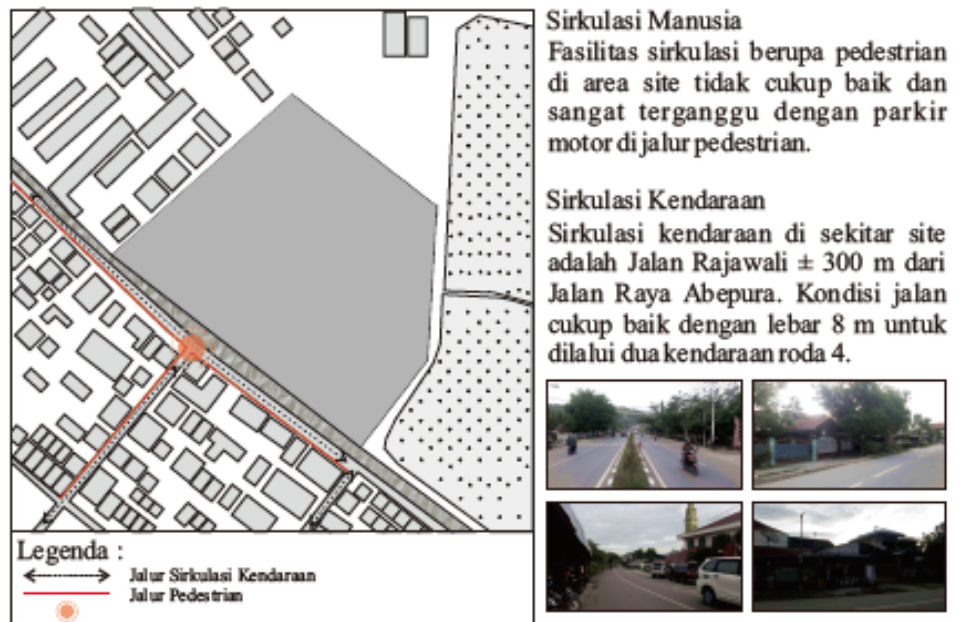 Sirkulasi Manusia
Fasilitas sirkulasi berupa pedestrian
di area site tidak cukup baik dan
sangat terganggu dengan parkir
motor di jalur pedestrian.
Sirkulasi Kendaraan
Sirkulasi kendaraan di sekitar site
adalah Jalan Rajawali ± 300 m dari
Jalan Raya Abepura. Kondisi jalan
cukup baik dengan lebar 8 m untuk
dilalui dua kendaraan roda 4.
Legenda :
Jalur Sirkulasi Kendaraan
Jalur Pedestrian